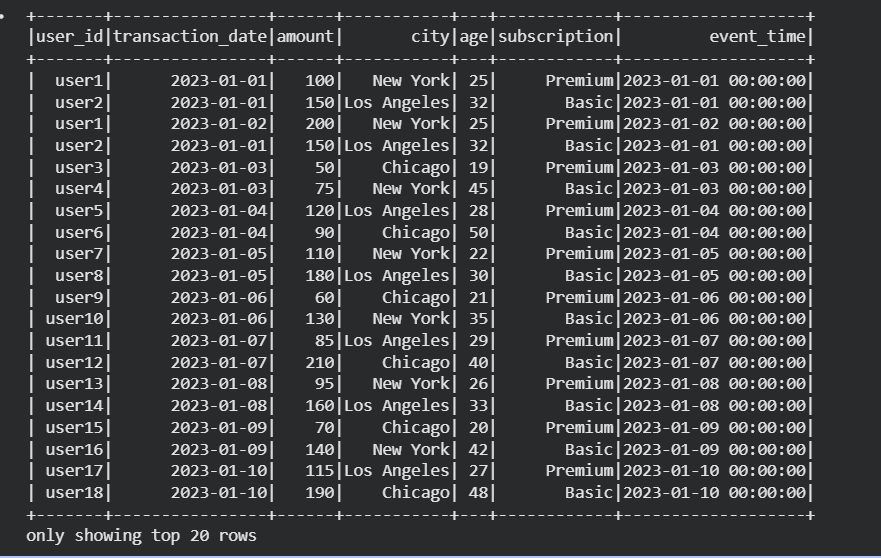 +-------+----------------+------+-----------+---+------------+-------------------+
|user_id|transaction_date|amount|       city|age|subscription|         event_time|
+-------+----------------+------+-----------+---+------------+-------------------+
|  user1|      2023-01-01|   100|   New York| 25|     Premium|2023-01-01 00:00:00|
|  user2|      2023-01-01|   150|Los Angeles| 32|       Basic|2023-01-01 00:00:00|
|  user1|      2023-01-02|   200|   New York| 25|     Premium|2023-01-02 00:00:00|
|  user2|      2023-01-01|   150|Los Angeles| 32|       Basic|2023-01-01 00:00:00|
|  user3|      2023-01-03|    50|    Chicago| 19|     Premium|2023-01-03 00:00:00|
|  user4|      2023-01-03|    75|   New York| 45|       Basic|2023-01-03 00:00:00|
|  user5|      2023-01-04|   120|Los Angeles| 28|     Premium|2023-01-04 00:00:00|
|  user6|      2023-01-04|    90|    Chicago| 50|       Basic|2023-01-04 00:00:00|
|  user7|      2023-01-05|   110|   New York| 22|     Premium|2023-01-05 00:00:00|
|  user8|      2023-01-05|   180|Los Angeles| 30|       Basic|2023-01-05 00:00:00|
|  user9|      2023-01-06|    60|    Chicago| 21|     Premium|2023-01-06 00:00:00|
| user10|      2023-01-06|   130|   New York| 35|       Basic|2023-01-06 00:00:00|
| user11|      2023-01-07|    85|Los Angeles| 29|     Premium|2023-01-07 00:00:00|
| user12|      2023-01-07|   210|    Chicago| 40|       Basic|2023-01-07 00:00:00|
| user13|      2023-01-08|    95|   New York| 26|     Premium|2023-01-08 00:00:00|
| user14|      2023-01-08|   160|Los Angeles| 33|       Basic|2023-01-08 00:00:00|
| user15|      2023-01-09|    70|    Chicago| 20|     Premium|2023-01-09 00:00:00|
| user16|      2023-01-09|   140|   New York| 42|       Basic|2023-01-09 00:00:00|
| user17|      2023-01-10|   115|Los Angeles| 27|     Premium|2023-01-10 00:00:00|
| user18|      2023-01-10|   190|    Chicago| 48|       Basic|2023-01-10 00:00:00|
+-------+----------------+------+-----------+---+------------+-------------------+
only showing top 20 rows